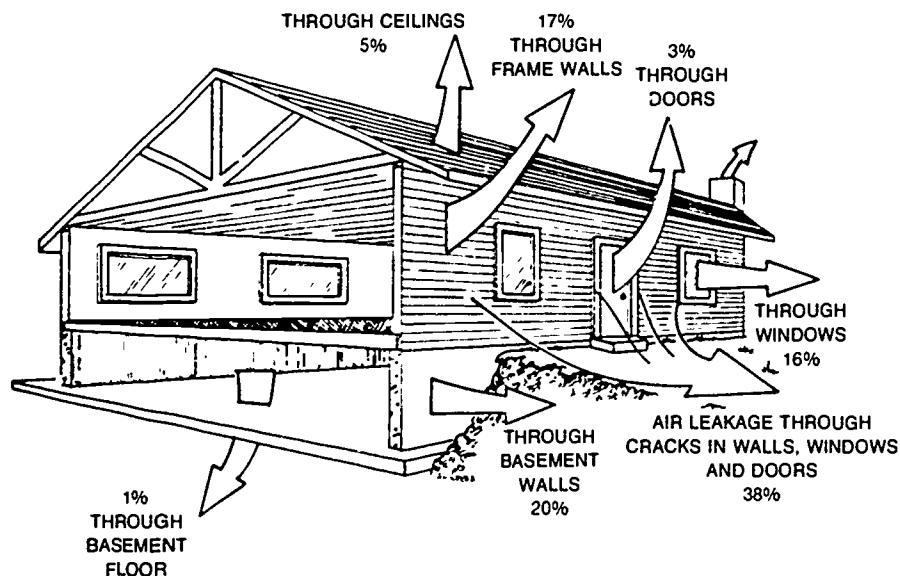 THROUGH CEILINGS
5%
17%
THROUGH
FRAME WALLS
3%
THROUGH
DOORS
THROUGH
WINDOWS
16%
AIR LEAKAGE THROUGH
CRACKS IN WALLS, WINDOWS
AND DOORS
38%
THROUGH
BASEMENT
WALLS
20%
1%
THROUGH
BASEMENT
FLOOR